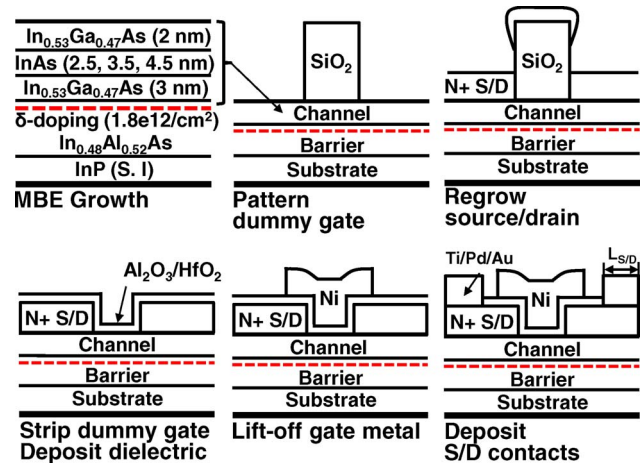 In0.53Ga0.47As (2 nm)
InAs (2.5, 3.5, 4.5 nm)
In0.53Ga0.47As (3 nm)
δ-doping (1.8e12/cm²)
In0.48Al0.52As
InP (S. I)
MBE Growth
SiO2
Channel
Barrier
Substrate
Pattern
dummy gate
SiO2
N+ S/D
Channel
Barrier
Substrate
Regrow
source/drain
Al2O3/HfO2
N+ S/D
Channel
Barrier
Substrate
Strip dummy gate
Deposit dielectric
Ni
N+ S/D
Channel
Barrier
Substrate
Lift-off gate metal
Ti/Pd/Au
LS/D
Ni
N+ S/D
Channel
Barrier
Substrate
Deposit
S/D contacts